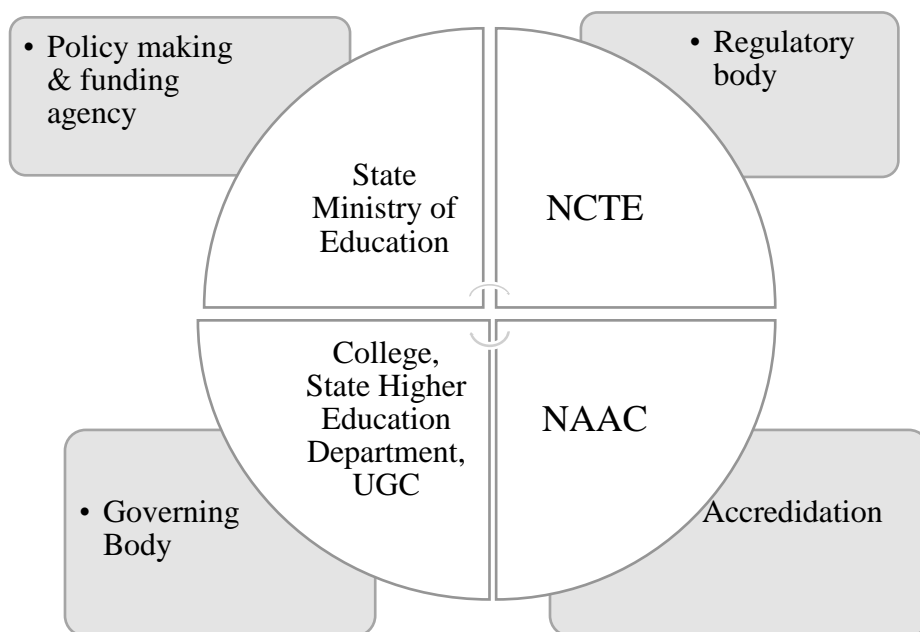 • Policy making
& funding
agency
• Regulatory
body
State
Ministry of
Education
NCTE
College,
State Higher
Education
Department,
UGC
NAAC
• Governing
Body
Accredidation